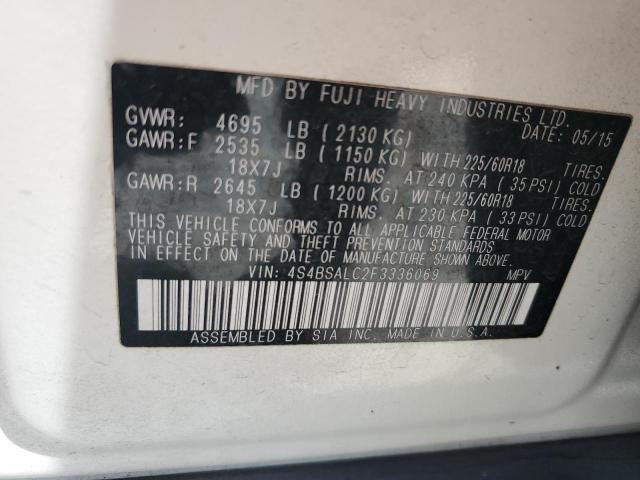 MFD BY FUJI HEAVY INDUSTRIES LTD.
DATE: 05/15
GVWR: 4695 LB ( 2130 KG)
GAWR:F 2535 LB ( 1150 KG) WITH 225/60R18 TIRES.
18X7J RIMS. AT 240 KPA ( 35 PSI) COLD
GAWR:R 2645 LB ( 1200 KG) WITH 225/60R18 TIRES.
18X7J RIMS. AT 230 KPA ( 33 PSI) COLD
THIS VEHICLE CONFORMS TO ALL APPLICABLE FEDERAL MOTOR
VEHICLE SAFETY AND THEFT PREVENTION STANDARDS
IN EFFECT ON THE DATE OF MANUFACTURE SHOWN ABOVE.
VIN: 4S4BSALC2F3336069 MPV
ASSEMBLED BY SIA INC. MADE IN U.S.A.